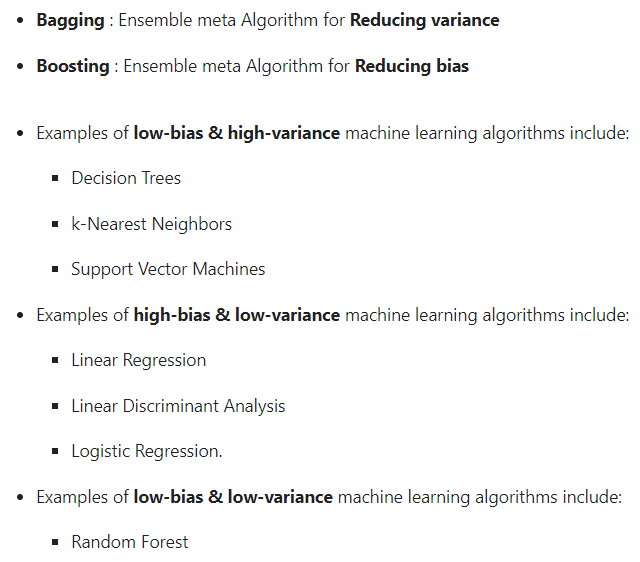 Bagging : Ensemble meta Algorithm for Reducing variance
Boosting : Ensemble meta Algorithm for Reducing bias
Examples of low-bias & high-variance machine learning algorithms include:
Decision Trees
k-Nearest Neighbors
Support Vector Machines
Examples of high-bias & low-variance machine learning algorithms include:
Linear Regression
Linear Discriminant Analysis
Logistic Regression.
Examples of low-bias & low-variance machine learning algorithms include:
Random Forest